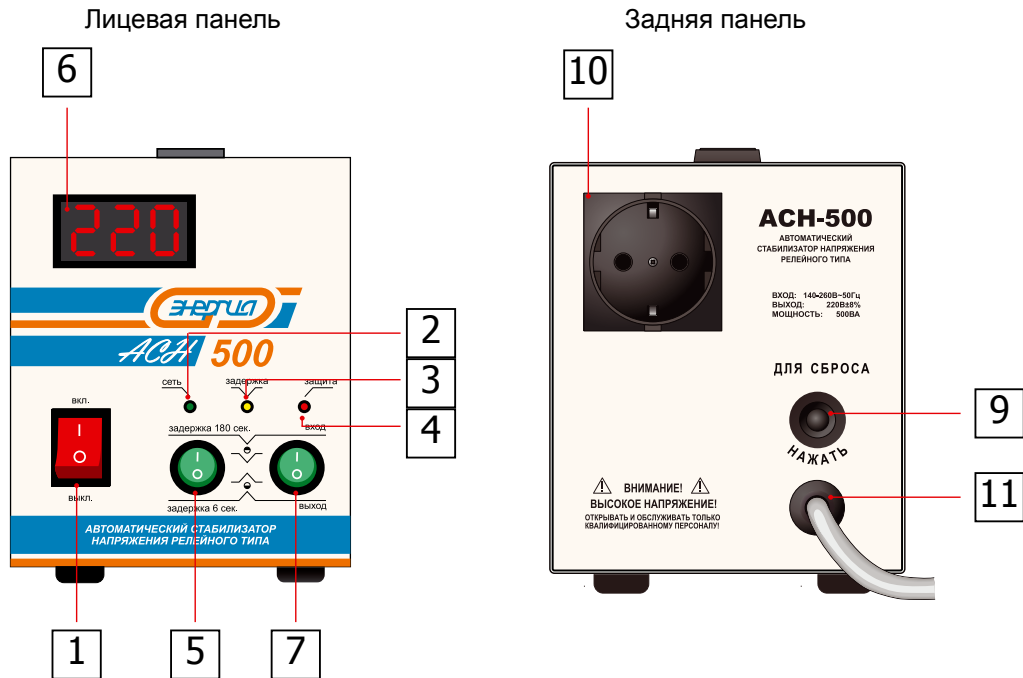 Лицевая панель
Задняя панель
6
10
220
энергия
АСН 500
2
3
4
сеть
задержка
защита
вкл.
I
O
выкл.
задержка 180 сек.
вход
I
O
I
O
задержка 6 сек.
выход
АВТОМАТИЧЕСКИЙ СТАБИЛИЗАТОР
НАПРЯЖЕНИЯ РЕЛЕЙНОГО ТИПА
1
5
7
АСН-500
АВТОМАТИЧЕСКИЙ
СТАБИЛИЗАТОР НАПРЯЖЕНИЯ
РЕЛЕЙНОГО ТИПА
ВХОД: 140-260В~50Гц
ВЫХОД: 220В±8%
МОЩНОСТЬ: 500ВА
ДЛЯ СБРОСА
НАЖАТЬ
9
11
ВНИМАНИЕ!
ВЫСОКОЕ НАПРЯЖЕНИЕ!
ОТКРЫВАТЬ И ОБСЛУЖИВАТЬ ТОЛЬКО
КВАЛИФИЦИРОВАННОМУ ПЕРСОНАЛУ!